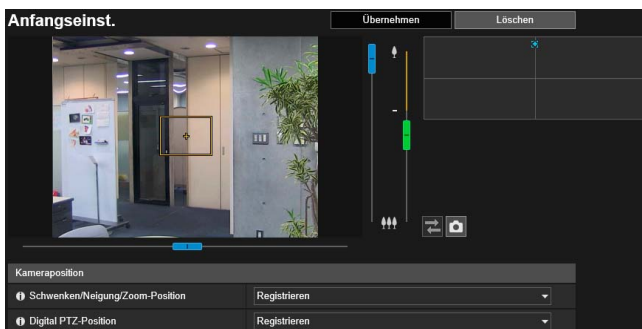 Anfangseinst.
Übernehmen
Löschen
Kameraposition
Schwenken/Neigung/Zoom-Position
Registrieren
Digital PTZ-Position
Registrieren